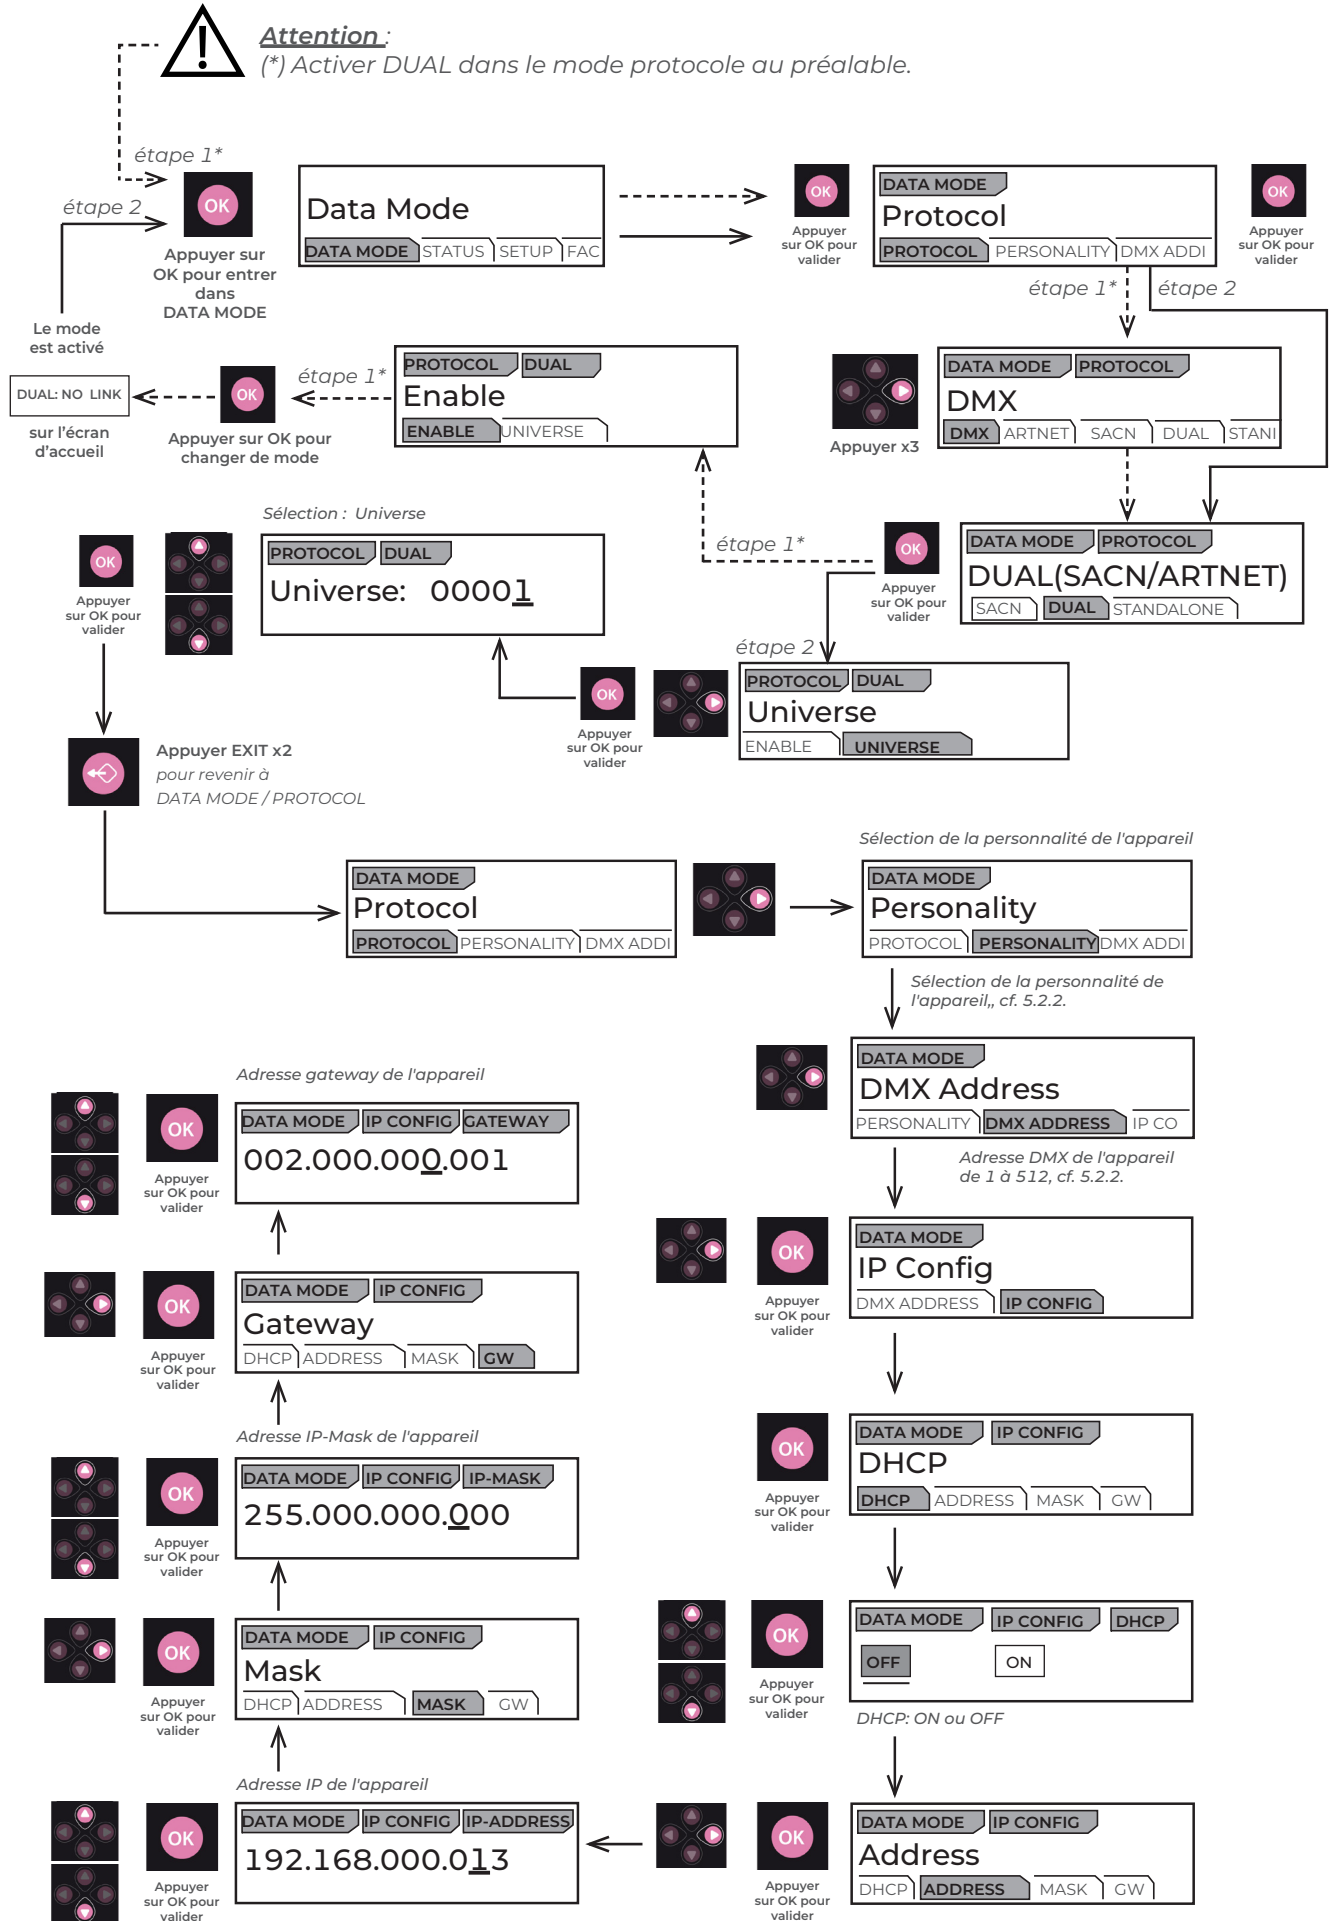 Attention :
(*) Activer DUAL dans le mode protocole au préalable.
étape 1*
étape 2
OK
Appuyer sur
OK pour entrer
dans
DATA MODE
Data Mode
DATA MODE STATUS SETUP FAC
OK
Appuyer
sur OK pour
valider
DATA MODE
Protocol
PROTOCOL PERSONALITY DMX ADDI
OK
Appuyer
sur OK pour
valider
étape 1*
étape 2
Le mode
est activé
DUAL: NO LINK
sur l'écran
d'accueil
OK
Appuyer sur OK pour
changer de mode
étape 1*
PROTOCOL DUAL
Enable
ENABLE UNIVERSE
Appuyer x3
DATA MODE PROTOCOL
DMX
DMX ARTNET SACN DUAL STANI
étape 1*
OK
Appuyer
sur OK pour
valider
DATA MODE PROTOCOL
DUAL(SACN/ARTNET)
SACN DUAL STANDALONE
étape 2
PROTOCOL DUAL
Universe
ENABLE UNIVERSE
OK
Appuyer
sur OK pour
valider
Sélection : Universe
PROTOCOL DUAL
Universe: 00001
OK
Appuyer
sur OK pour
valider
Appuyer EXIT x2
pour revenir à
DATA MODE / PROTOCOL
DATA MODE
Protocol
PROTOCOL PERSONALITY DMX ADDI
Sélection de la personnalité de l'appareil
DATA MODE
Personality
PROTOCOL PERSONALITY DMX ADDI
Sélection de la personnalité de
l'appareil,, cf. 5.2.2.
DATA MODE
DMX Address
PERSONALITY DMX ADDRESS IP CO
Adresse DMX de l'appareil
de 1 à 512, cf. 5.2.2.
OK
Appuyer
sur OK pour
valider
DATA MODE
IP Config
DMX ADDRESS IP CONFIG
OK
Appuyer
sur OK pour
valider
DATA MODE IP CONFIG
DHCP
DHCP ADDRESS MASK GW
OK
Appuyer
sur OK pour
valider
DATA MODE IP CONFIG DHCP
OFF ON
DHCP: ON ou OFF
OK
Appuyer
sur OK pour
valider
DATA MODE IP CONFIG
Address
DHCP ADDRESS MASK GW
Adresse IP de l'appareil
OK
Appuyer
sur OK pour
valider
DATA MODE IP CONFIG IP-ADDRESS
192.168.000.013
OK
Appuyer
sur OK pour
valider
DATA MODE IP CONFIG
Mask
DHCP ADDRESS MASK GW
Adresse IP-Mask de l'appareil
OK
Appuyer
sur OK pour
valider
DATA MODE IP CONFIG IP-MASK
255.000.000.000
OK
Appuyer
sur OK pour
valider
DATA MODE IP CONFIG
Gateway
DHCP ADDRESS MASK GW
Adresse gateway de l'appareil
OK
Appuyer
sur OK pour
valider
DATA MODE IP CONFIG GATEWAY
002.000.000.001